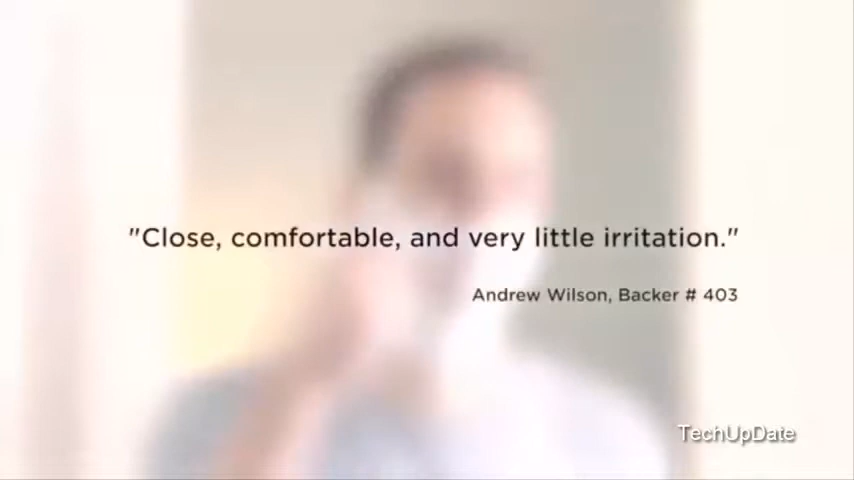 "Close, comfortable, and very little irritation."
Andrew Wilson, Backer # 403
TechUpDate